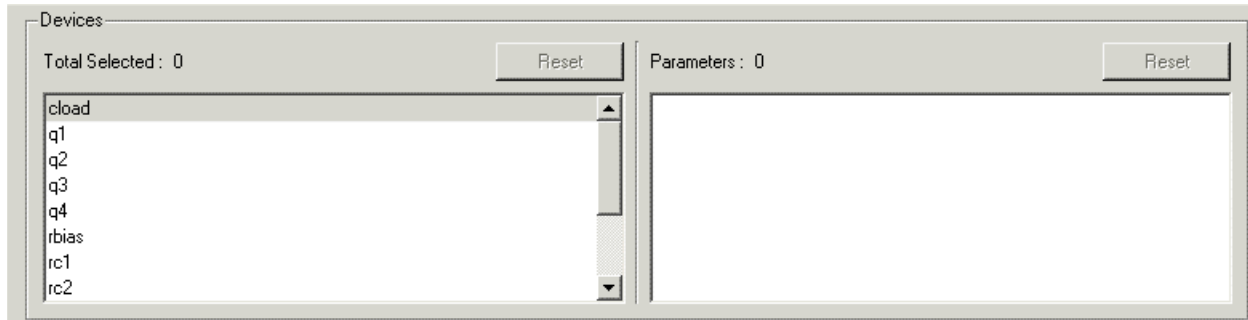 Devices
Total Selected : 0
Reset
Parameters : 0
Reset
cload
q1
q2
q3
q4
rbias
rc1
rc2